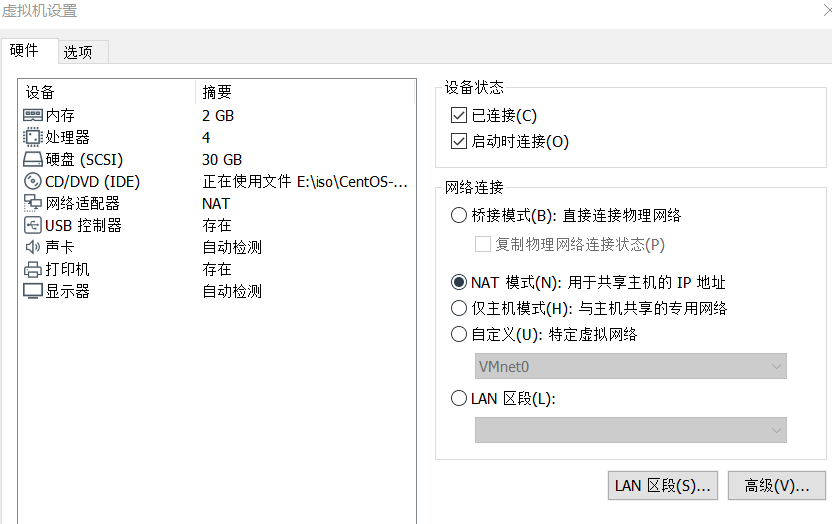 虚拟机设置
硬件 选项
设备 摘要
内存 2 GB
处理器 4
硬盘 (SCSI) 30 GB
CD/DVD (IDE) 正在使用文件 E:\iso\CentOS-...
网络适配器 NAT
USB 控制器 存在
声卡 自动检测
打印机 存在
显示器 自动检测
设备状态
已连接(C)
启动时连接(O)
网络连接
桥接模式(B): 直接连接物理网络
复制物理网络连接状态(P)
NAT 模式(N): 用于共享主机的 IP 地址
仅主机模式(H): 与主机共享的专用网络
自定义(U): 特定虚拟网络
VMnet0
LAN 区段(L):
LAN 区段(S)... 高级(V)...